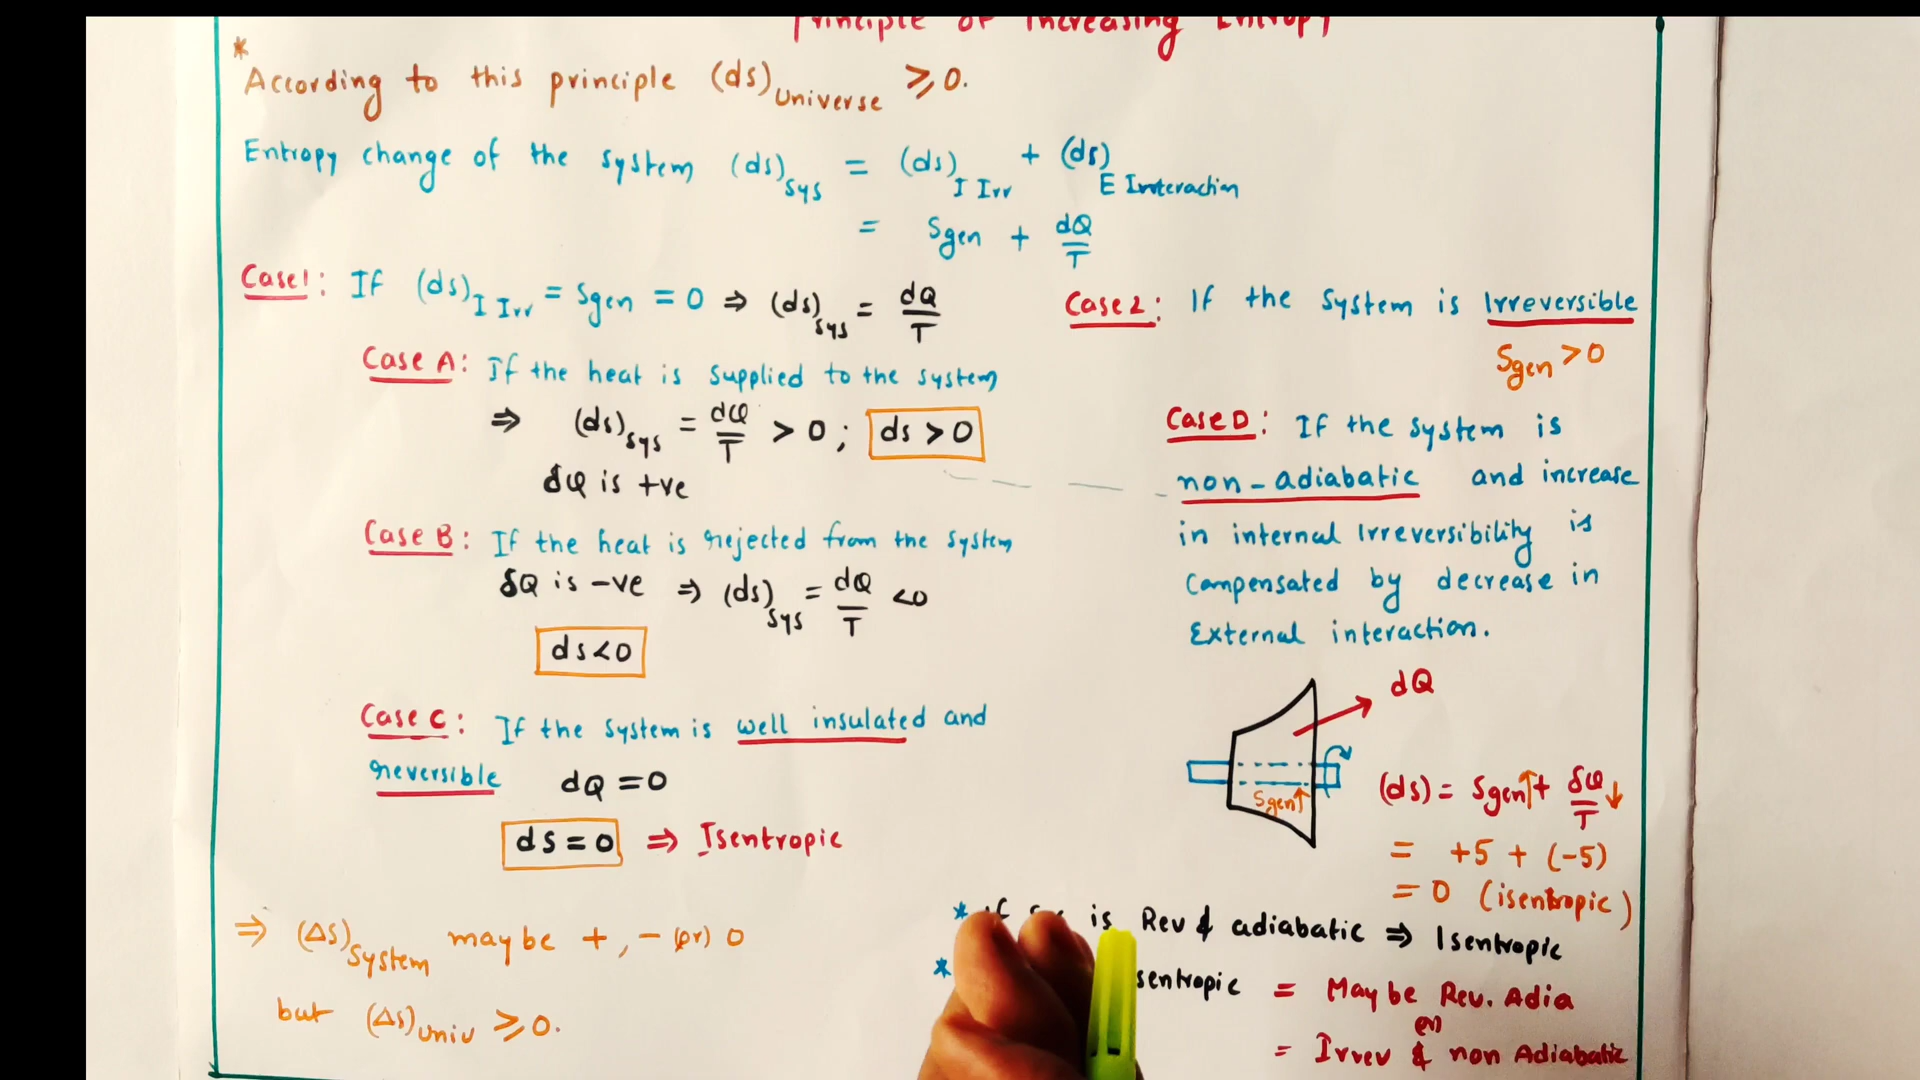 Principle of Increasing Entropy
* According to this principle (ds)Universe ≥ 0.
Entropy change of the system (ds)sys = (ds)I Irr + (ds)E Interaction
= Sgen + dQ/T
Case1: If (ds)I Irr = Sgen = 0 ⇒ (ds)sys = dQ/T
Case A: If the heat is supplied to the system
⇒ (ds)sys = dQ/T > 0 ; ds > 0
δQ is +ve
Case B: If the heat is rejected from the system
δQ is -ve ⇒ (ds)sys = dQ/T <0
ds<0
Case C: If the system is well insulated and
reversible dQ = 0
ds = 0 ⇒ Isentropic
⇒ (Δs)system may be +, - (or) 0
but (Δs)univ ≥ 0.
Case 2: If the system is Irreversible
Sgen > 0
Case D: If the system is
non-adiabatic and increase
in internal Irreversibility is
Compensated by decrease in
External interaction.
dQ
Sgen↑
(ds) = Sgen↑ + δQ/T ↓
= +5 + (-5)
= 0 (isentropic)
* is Rev & adiabatic ⇒ Isentropic
* sentropic = May be Rev. Adia
(or)
= Irrev & non Adiabatic